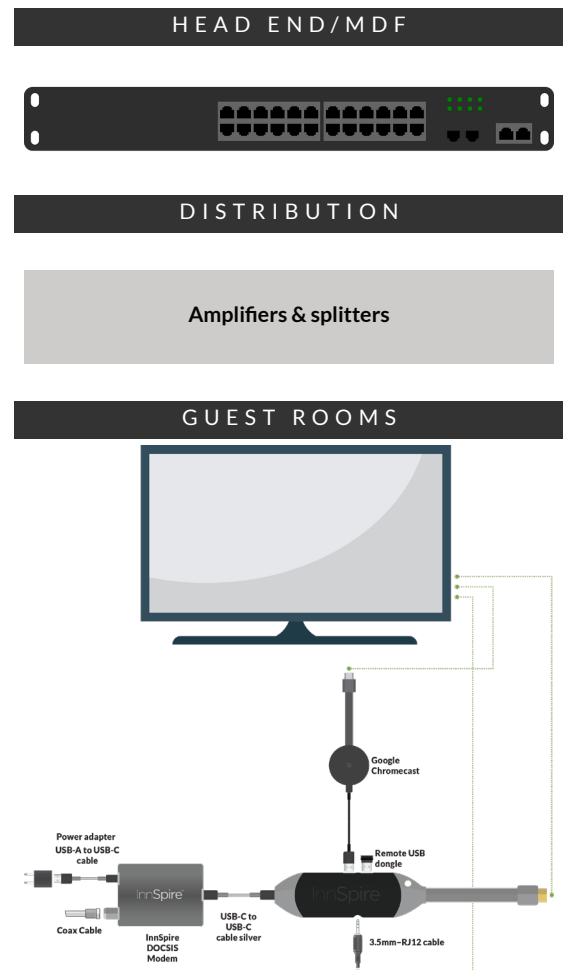 HEAD END/MDF
DISTRIBUTION
Amplifiers & splitters
GUEST ROOMS
Google
Chromecast
Power adapter
USB-A to USB-C
cable
Remote USB
dongle
InnSpire
InnSpire
Coax Cable
InnSpire
DOCSIS
Modem
USB-C to
USB-C
cable silver
3.5mm–RJ12 cable